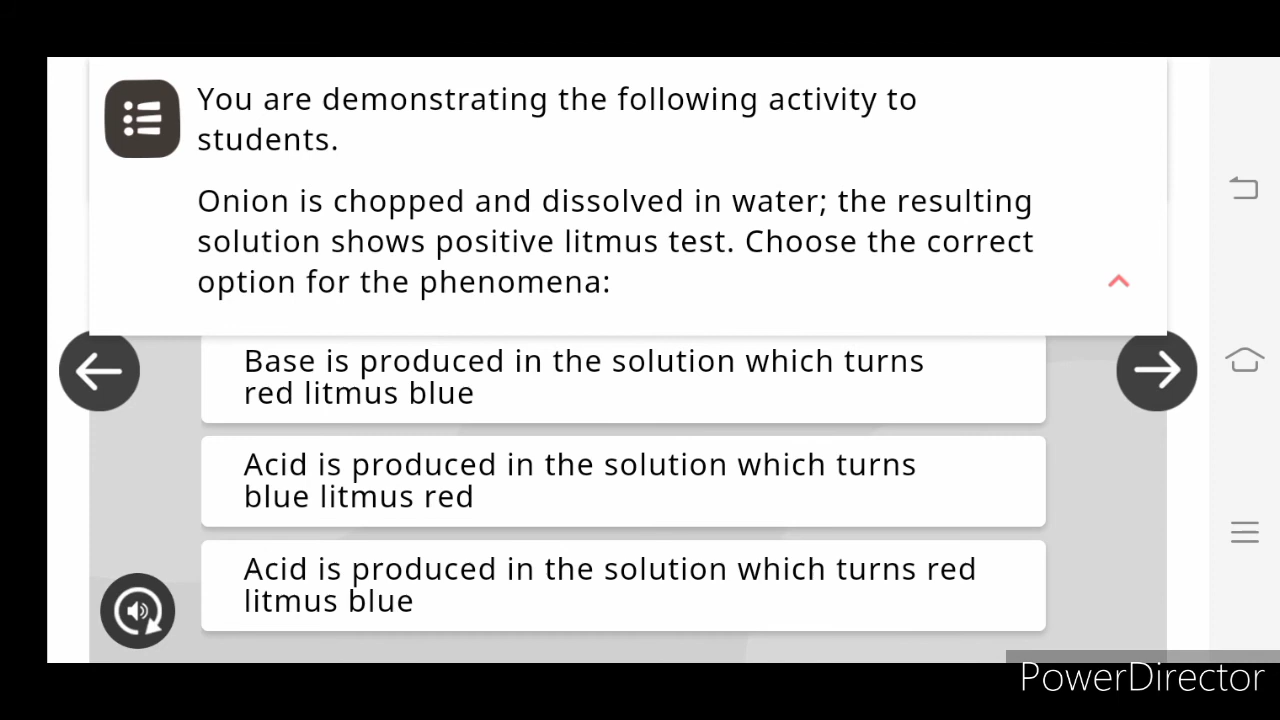 You are demonstrating the following activity to
students.
Onion is chopped and dissolved in water; the resulting
solution shows positive litmus test. Choose the correct
option for the phenomena:
Base is produced in the solution which turns
red litmus blue
Acid is produced in the solution which turns
blue litmus red
Acid is produced in the solution which turns red
litmus blue
PowerDirector